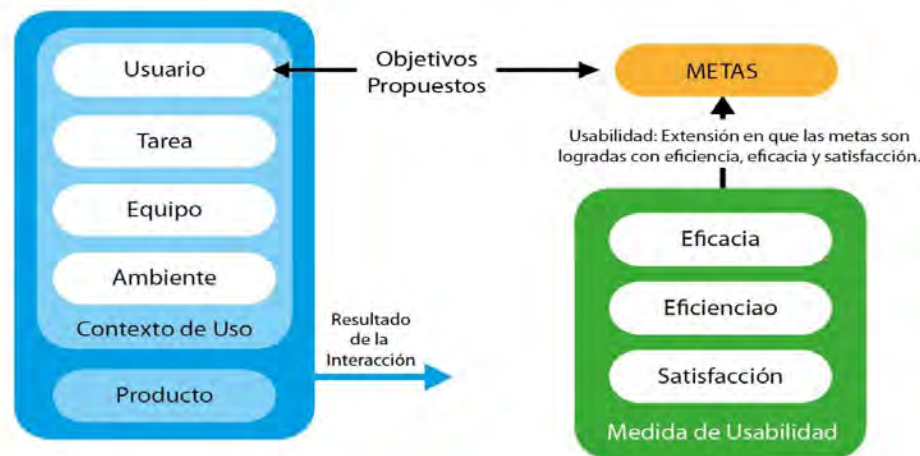 Usuario
Tarea
Equipo
Ambiente
Contexto de Uso
Producto
Objetivos
Propuestos
Resultado
de la
Interacción
METAS
Usabilidad: Extensión en que las metas son
logradas con eficiencia, eficacia y satisfacción.
Eficacia
Eficienciao
Satisfacción
Medida de Usabilidad